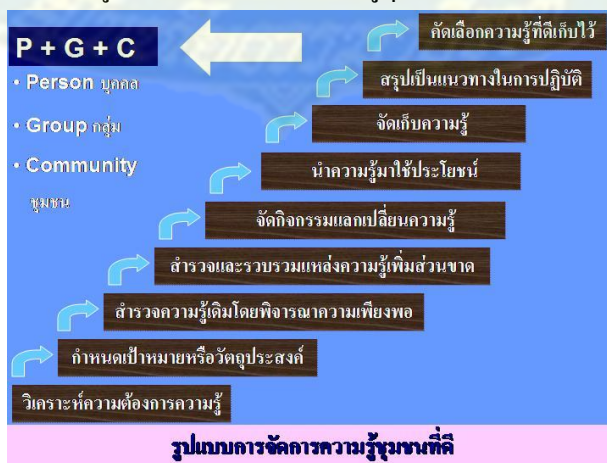 คัดเลือกความรู้ที่ดีเก็บไว้
P + G + C
สรุปเป็นแนวทางในการปฏิบัติ
• Person บุคคล
จัดเก็บความรู้
• Group กลุ่ม
นำความรู้มาใช้ประโยชน์
• Community
ชุมชน
จัดกิจกรรมแลกเปลี่ยนความรู้
สำรวจและรวบรวมแหล่งความรู้เพิ่มส่วนขาด
สำรวจความรู้เดิมโดยพิจารณาความเพียงพอ
กำหนดเป้าหมายหรือวัตถุประสงค์
วิเคราะห์ความต้องการความรู้
รูปแบบการจัดการความรู้ชุมชนที่ดี